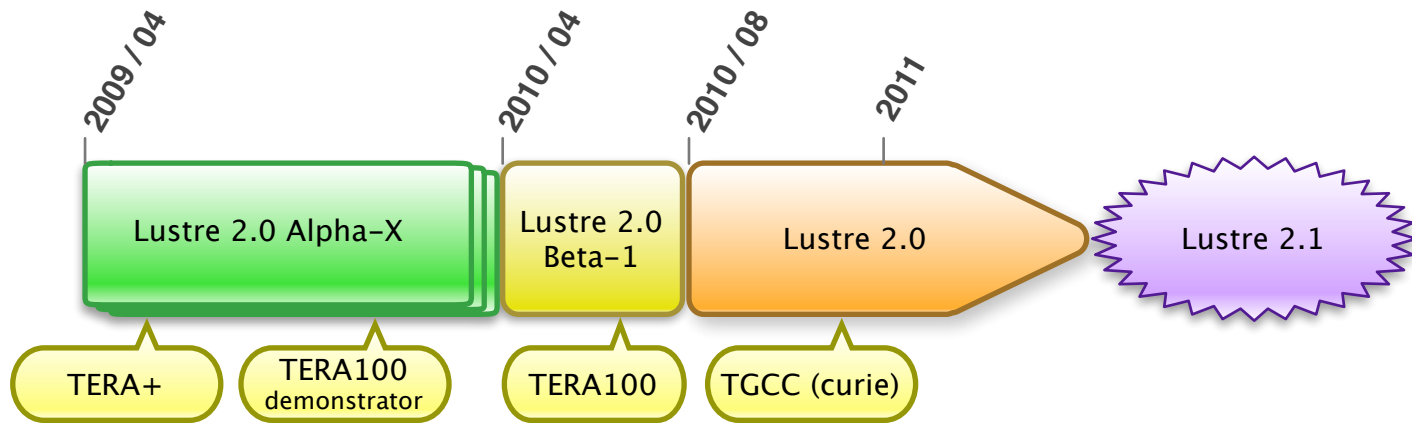 2009 / 04
2010 / 04
2010 / 08
2011
Lustre 2.0 Alpha-X
Lustre 2.0
Beta-1
Lustre 2.0
Lustre 2.1
TERA+
TERA100
demonstrator
TERA100
TGCC (curie)